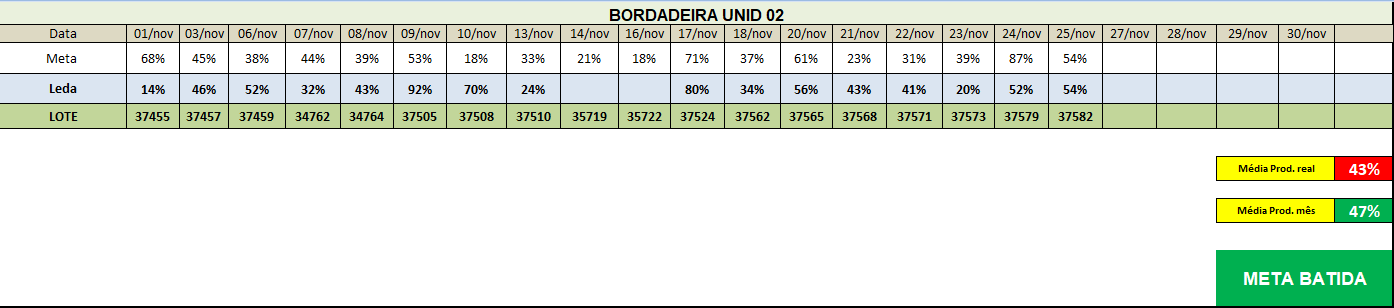 BORDADEIRA UNID 02
Data 01/nov 03/nov 06/nov 07/nov 08/nov 09/nov 10/nov 13/nov 14/nov 16/nov 17/nov 18/nov 20/nov 21/nov 22/nov 23/nov 24/nov 25/nov 27/nov 28/nov 29/nov 30/nov
Meta 68% 45% 38% 44% 39% 53% 18% 33% 21% 18% 71% 37% 61% 23% 31% 39% 87% 54%
Leda 14% 46% 52% 32% 43% 92% 70% 24% 80% 34% 56% 43% 41% 20% 52% 54%
LOTE 37455 37457 37459 34762 34764 37505 37508 37510 35719 35722 37524 37562 37565 37568 37571 37573 37579 37582
Média Prod. real 43%
Média Prod. mês 47%
META BATIDA